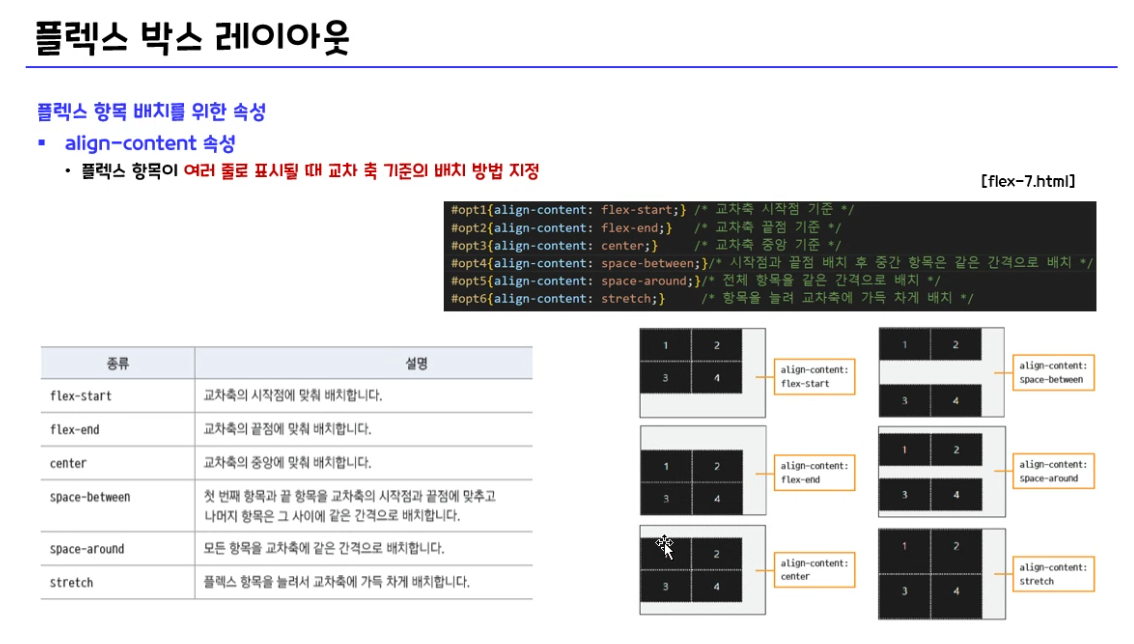 플렉스 박스 레이아웃
플렉스 항목 배치를 위한 속성
▪ align-content 속성
• 플렉스 항목이 여러 줄로 표시될 때 교차 축 기준의 배치 방법 지정
[flex-7.html]
#opt1{align-content: flex-start;} /* 교차축 시작점 기준 */
#opt2{align-content: flex-end;} /* 교차축 끝점 기준 */
#opt3{align-content: center;} /* 교차축 중앙 기준 */
#opt4{align-content: space-between;}/* 시작점과 끝점 배치 후 중간 항목은 같은 간격으로 배치 */
#opt5{align-content: space-around;}/* 전체 항목을 같은 간격으로 배치 */
#opt6{align-content: stretch;} /* 항목을 늘려 교차축에 가득 차게 배치 */
종류 설명
flex-start 교차축의 시작점에 맞춰 배치합니다.
flex-end 교차축의 끝점에 맞춰 배치합니다.
center 교차축의 중앙에 맞춰 배치합니다.
space-between 첫 번째 항목과 끝 항목을 교차축의 시작점과 끝점에 맞추고
나머지 항목은 그 사이에 같은 간격으로 배치합니다.
space-around 모든 항목을 교차축에 같은 간격으로 배치합니다.
stretch 플렉스 항목을 늘려서 교차축에 가득 차게 배치합니다.
1 2
3 4
align-content:
flex-start
1 2
3 4
align-content:
flex-end
2
3 4
align-content:
center
1 2
3 4
align-content:
space-between
1 2
3 4
align-content:
space-around
1 2
3 4
align-content:
stretch